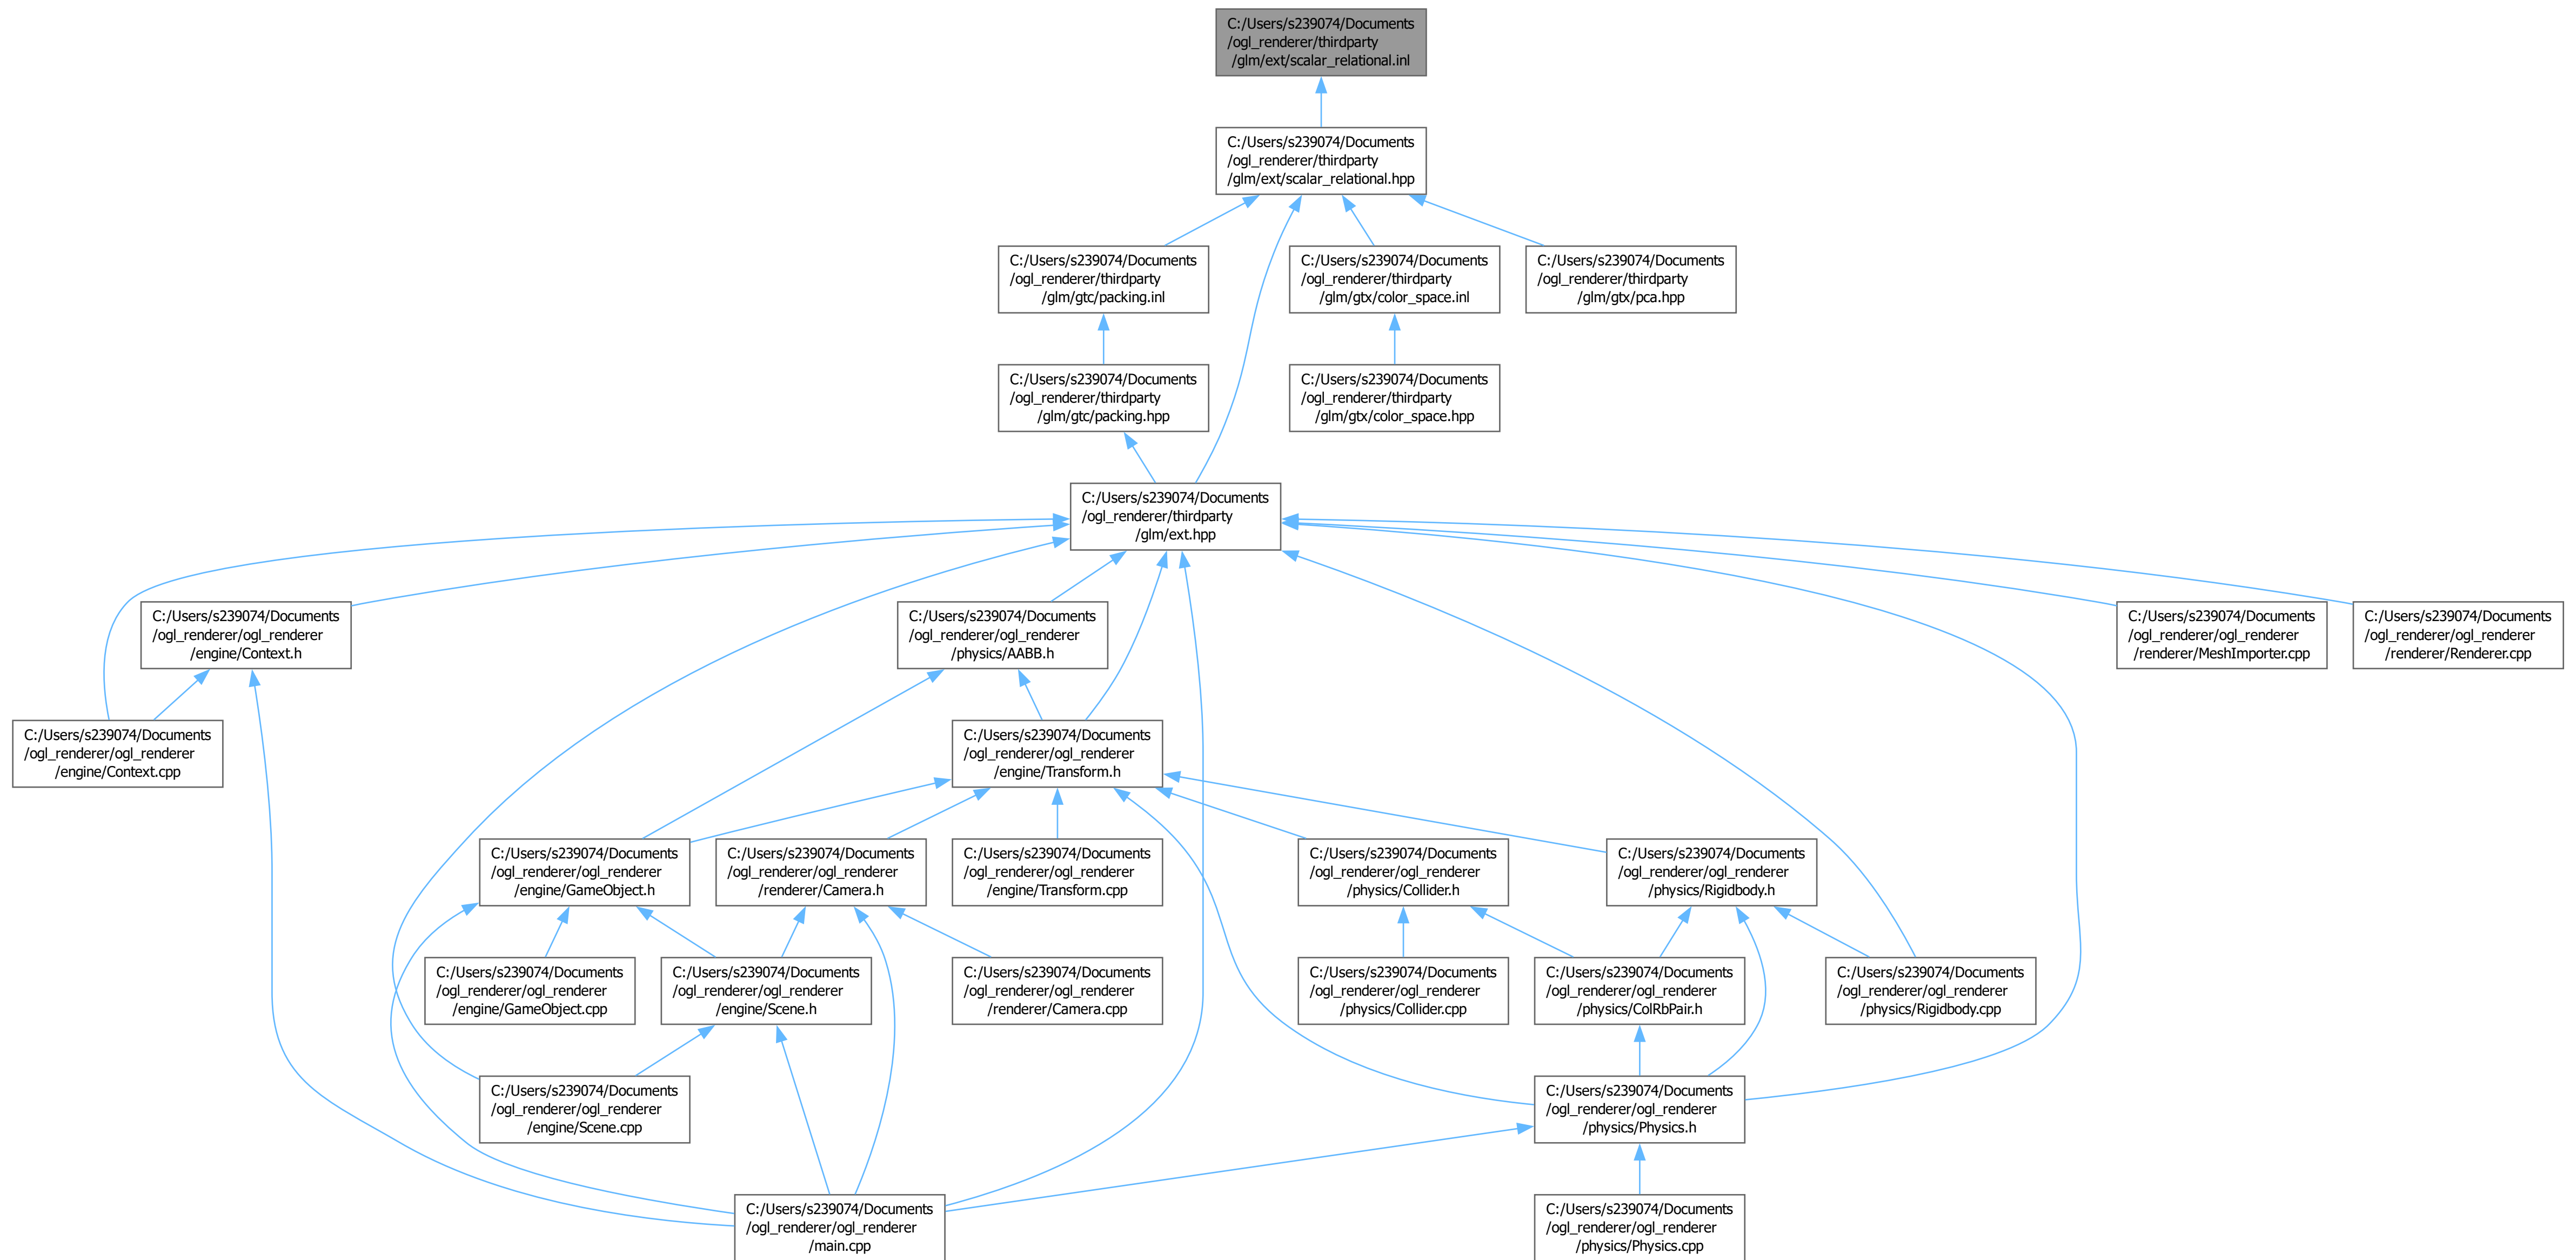 C:/Users/s239074/Documents
/ogl_renderer/thirdparty
/glm/ext/scalar_relational.inl
C:/Users/s239074/Documents
/ogl_renderer/thirdparty
/glm/ext/scalar_relational.hpp
C:/Users/s239074/Documents
/ogl_renderer/thirdparty
/glm/gtc/packing.inl
C:/Users/s239074/Documents
/ogl_renderer/thirdparty
/glm/gtx/color_space.inl
C:/Users/s239074/Documents
/ogl_renderer/thirdparty
/glm/gtx/pca.hpp
C:/Users/s239074/Documents
/ogl_renderer/thirdparty
/glm/gtc/packing.hpp
C:/Users/s239074/Documents
/ogl_renderer/thirdparty
/glm/gtx/color_space.hpp
C:/Users/s239074/Documents
/ogl_renderer/thirdparty
/glm/ext.hpp
C:/Users/s239074/Documents
/ogl_renderer/ogl_renderer
/engine/Context.h
C:/Users/s239074/Documents
/ogl_renderer/ogl_renderer
/physics/AABB.h
C:/Users/s239074/Documents
/ogl_renderer/ogl_renderer
/renderer/MeshImporter.cpp
C:/Users/s239074/Documents
/ogl_renderer/ogl_renderer
/renderer/Renderer.cpp
C:/Users/s239074/Documents
/ogl_renderer/ogl_renderer
/engine/Context.cpp
C:/Users/s239074/Documents
/ogl_renderer/ogl_renderer
/engine/Transform.h
C:/Users/s239074/Documents
/ogl_renderer/ogl_renderer
/engine/GameObject.h
C:/Users/s239074/Documents
/ogl_renderer/ogl_renderer
/renderer/Camera.h
C:/Users/s239074/Documents
/ogl_renderer/ogl_renderer
/engine/Transform.cpp
C:/Users/s239074/Documents
/ogl_renderer/ogl_renderer
/physics/Collider.h
C:/Users/s239074/Documents
/ogl_renderer/ogl_renderer
/physics/Rigidbody.h
C:/Users/s239074/Documents
/ogl_renderer/ogl_renderer
/engine/GameObject.cpp
C:/Users/s239074/Documents
/ogl_renderer/ogl_renderer
/engine/Scene.h
C:/Users/s239074/Documents
/ogl_renderer/ogl_renderer
/renderer/Camera.cpp
C:/Users/s239074/Documents
/ogl_renderer/ogl_renderer
/physics/Collider.cpp
C:/Users/s239074/Documents
/ogl_renderer/ogl_renderer
/physics/ColRbPair.h
C:/Users/s239074/Documents
/ogl_renderer/ogl_renderer
/physics/Rigidbody.cpp
C:/Users/s239074/Documents
/ogl_renderer/ogl_renderer
/engine/Scene.cpp
C:/Users/s239074/Documents
/ogl_renderer/ogl_renderer
/physics/Physics.h
C:/Users/s239074/Documents
/ogl_renderer/ogl_renderer
/main.cpp
C:/Users/s239074/Documents
/ogl_renderer/ogl_renderer
/physics/Physics.cpp